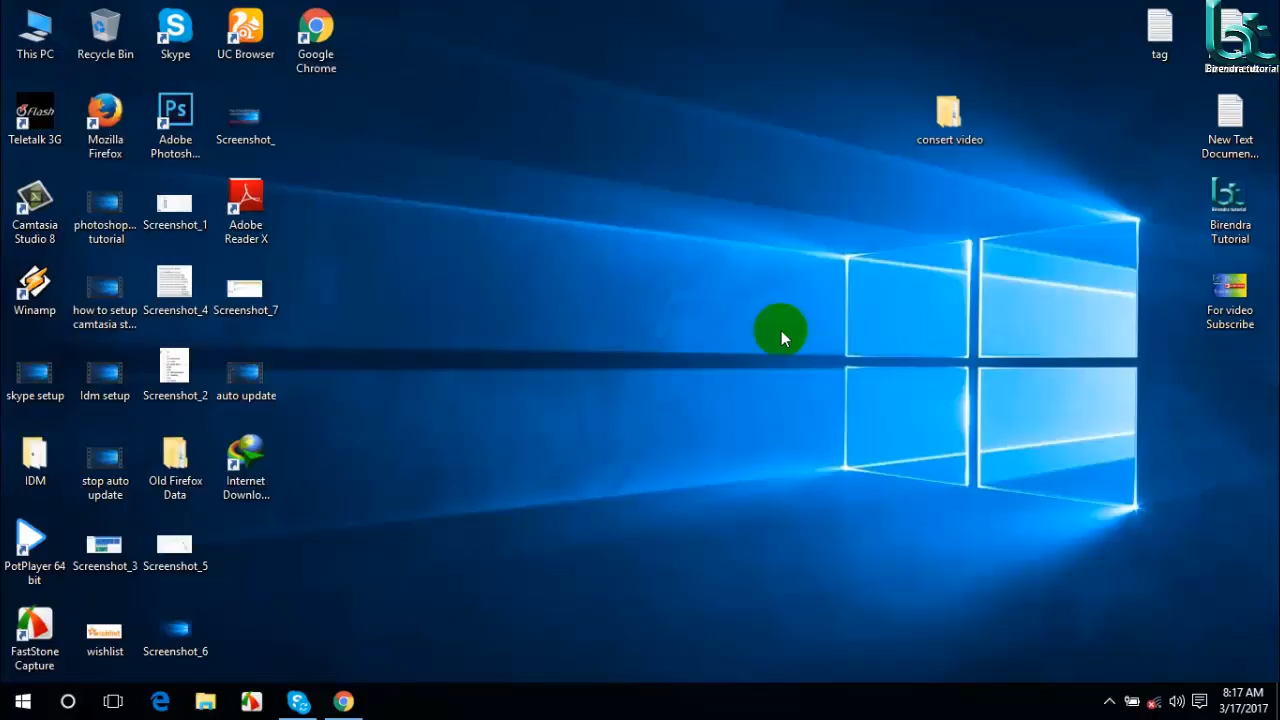 This PC
Recycle Bin
Skype
UC Browser
Google
Chrome
tag
Birendra tutorial
Teletalk 3G
Mozilla
Firefox
Ps
Adobe
Photosh...
Screenshot_
consert video
New Text
Documen...
Camtasia
Studio 8
photoshop...
tutorial
Screenshot_1
Adobe
Reader X
Birendra
Tutorial
Winamp
how to setup
camtasia st...
Screenshot_4
Screenshot_7
For video
Subscribe
skype setup
Idm setup
Screenshot_2
auto update
IDM
stop auto
update
Old Firefox
Data
Internet
Downlo...
PotPlayer 64
bit
Screenshot_3
Screenshot_5
FastStone
Capture
wishlist
Screenshot_6
8:17 AM
3/17/2017